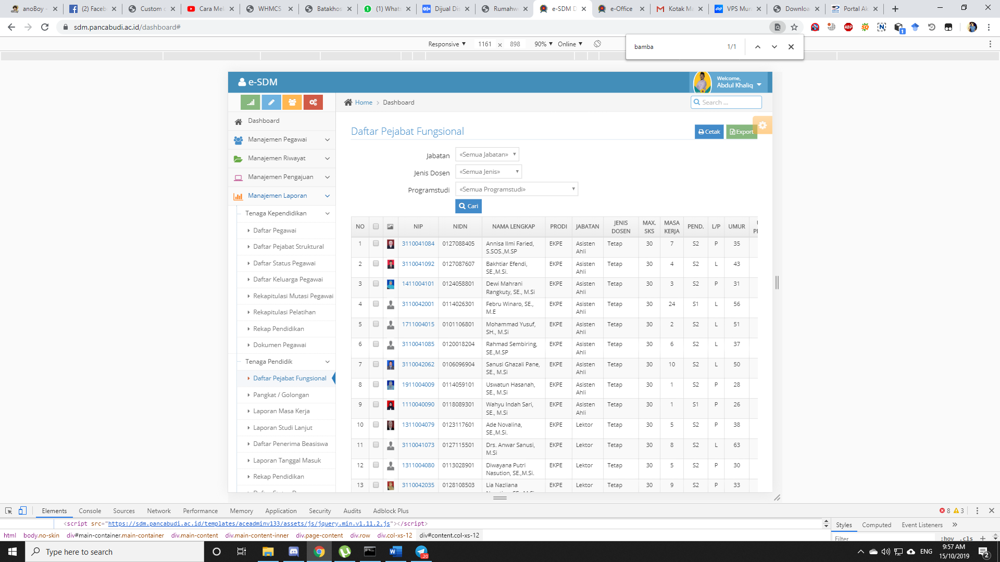 anoBoy -
(2) Faceb
Custom c
Cara Mel
WHMCS
Batakhos
(1) Whats
Dijual Dis
Rumahw
e-SDM D
e-Office
Kotak Ma
VPS Mur
Downloa
Portal Ak
sdm.pancabudi.ac.id/dashboard#
Responsive 1161 × 898 90% Online
bamba 1/1
e-SDM
Welcome,
Abdul Khaliq
Home Dashboard
Search ...
Dashboard
Manajemen Pegawai
Manajemen Riwayat
Manajemen Pengajuan
Manajemen Laporan
Tenaga Kependidikan
Daftar Pegawai
Daftar Pejabat Struktural
Daftar Status Pegawai
Daftar Keluarga Pegawai
Rekapitulasi Mutasi Pegawai
Rekapitulasi Pelatihan
Rekap Pendidikan
Dokumen Pegawai
Tenaga Pendidik
Daftar Pejabat Fungsional
Pangkat / Golongan
Laporan Masa Kerja
Laporan Studi Lanjut
Daftar Penerima Beasiswa
Laporan Tanggal Masuk
Rekap Pendidikan
Daftar Pejabat Fungsional
Cetak Export
Jabatan «Semua Jabatan»
Jenis Dosen «Semua Jenis»
Programstudi «Semua Programstudi»
Cari
NO NIP NIDN NAMA LENGKAP PRODI JABATAN JENIS DOSEN MAX. SKS MASA KERJA PEND. L/P UMUR
1 3110041084 0127088405 Annisa Ilmi Faried, EKPE Asisten Tetap 30 7 S2 P 35
S.SOS.,M.SP Ahli
2 3110041092 0127087607 Bakhtiar Efendi, EKPE Asisten Tetap 30 4 S2 L 43
SE.,M.Si. Ahli
3 1411004101 0124058801 Dewi Mahrani EKPE Asisten Tetap 30 3 S2 P 31
Rangkuty, SE., M.Si Ahli
4 3110042001 0114026301 Febru Winaro, SE., EKPE Asisten Tetap 30 24 S1 L 56
M.E Ahli
5 1711004015 0101106801 Mohammad Yusuf, EKPE Asisten Tetap 30 2 S2 L 51
SH., M.Si Ahli
6 3110041085 0120018204 Rahmad Sembiring, EKPE Asisten Tetap 30 6 S2 L 37
SE.,M.SP Ahli
7 3110042062 0106096904 Sanusi Ghazali Pane, EKPE Asisten Tetap 30 10 S2 L 50
SE., M.Si Ahli
8 1911004009 0114059101 Uswatun Hasanah, EKPE Asisten Tetap 30 1 S2 P 28
SE., M.Si Ahli
9 1110040090 0118089301 Wahyu Indah Sari, EKPE Asisten Tetap 30 1 S1 P 26
SE., M.Si Ahli
10 1311004079 0123117601 Ade Novalina, EKPE Lektor Tetap 30 5 S2 P 38
SE.,M.Si.
11 3110041073 0127115501 Drs. Anwar Sanusi, EKPE Lektor Tetap 30 8 S2 L 63
M.Si
12 1311004080 0113028901 Diwayana Putri EKPE Lektor Tetap 30 5 S2 P 30
Nasution, SE.,M.Si.
13 3110042035 0128108503 Lia Nazliana EKPE Lektor Tetap 30 9 S2 P 33
Elements Console Sources Network Performance Memory Application Security Audits Adblock Plus 8 3
<script src="https://sdm.pancabudi.ac.id/templates/aceadminv133/assets/js/jquery.min.v1.11.2.js"></script>
Styles Computed Event Listeners »
html body.no-skin div#main-container.main-container div.main-content div.main-content-inner div.page-content div.row div.col-xs-12 div#content.col-xs-12
Filter :hov .cls +
Type here to search
20
ENG
9:57 AM
15/10/2019
2